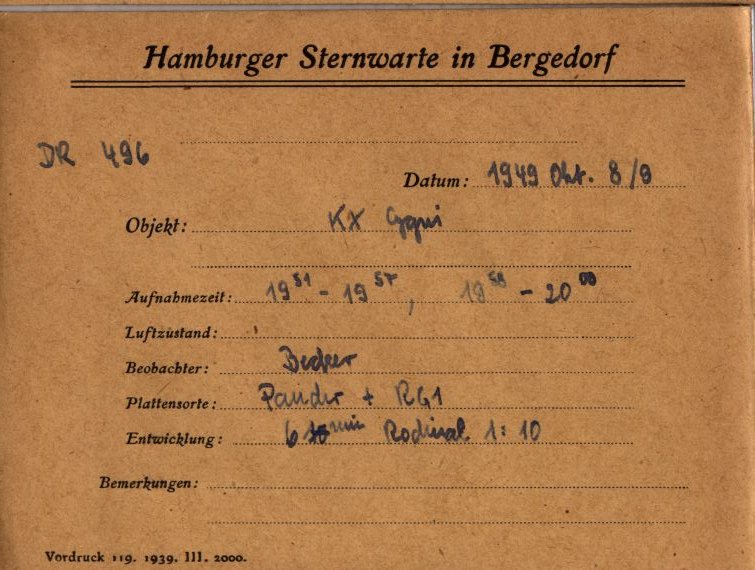 Hamburger Sternwarte in Bergedorf
DR 496
Datum: 1949 Okt. 8/9
Objekt: KX Cygni
Aufnahmezeit: 19 51 - 19 57, 19 58 - 20 00
Luftzustand:
Beobachter: Becker
Plattensorte: + RG1
Entwicklung: 6 min Rodinal 1:10
Bemerkungen:
Vordruck 119. 1939. III. 2000.